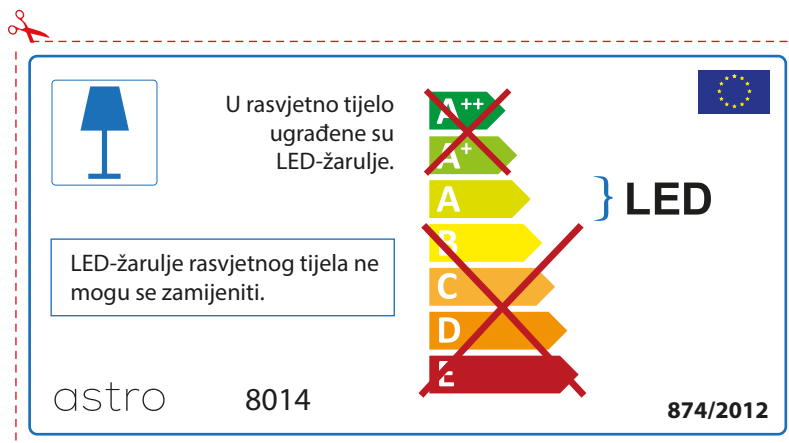 U rasvjetno tijelo
ugrađene su
LED-žarulje.
LED-žarulje rasvjetnog tijela ne
mogu se zamijeniti.
A++
A+
A
B
C
D
E
LED
astro
8014
874/2012